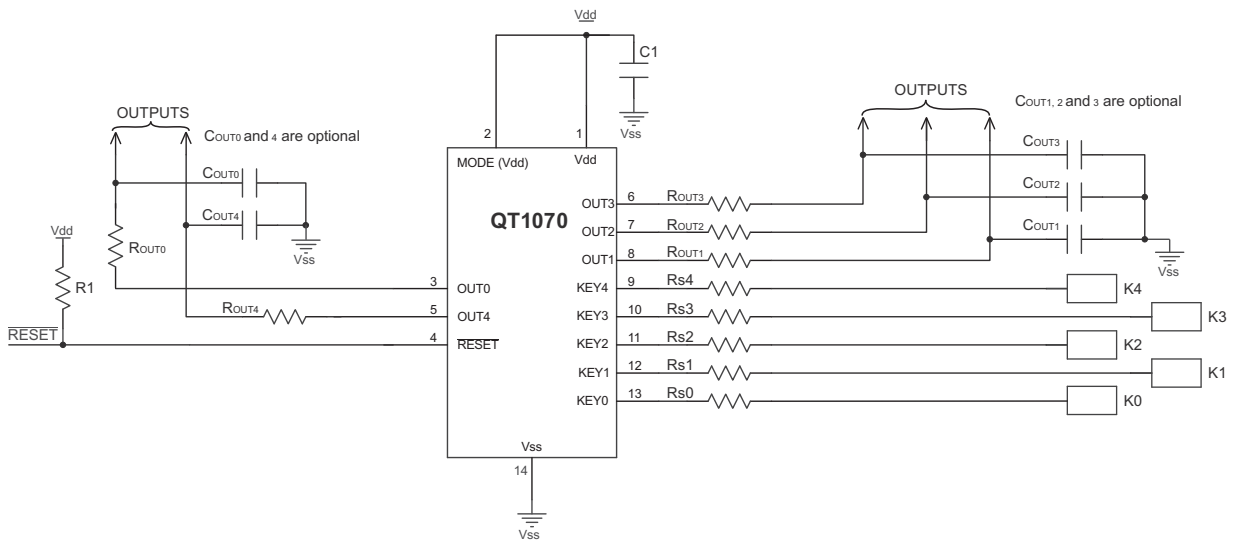 Vdd
C1
Vss
OUTPUTS
COUT0 and 4 are optional
COUT0
COUT4
Vss
ROUT0
Vdd
R1
ROUT4
RESET
OUTPUTS
COUT1, 2 and 3 are optional
COUT3
COUT2
COUT1
Vss
2
1
MODE (Vdd)
Vdd
QT1070
3
OUT0
5
OUT4
4
RESET
OUT3
6
ROUT3
OUT2
7
ROUT2
OUT1
8
ROUT1
KEY4
9
Rs4
K4
KEY3
10
Rs3
K3
KEY2
11
Rs2
K2
KEY1
12
Rs1
K1
KEY0
13
Rs0
K0
Vss
14
Vss